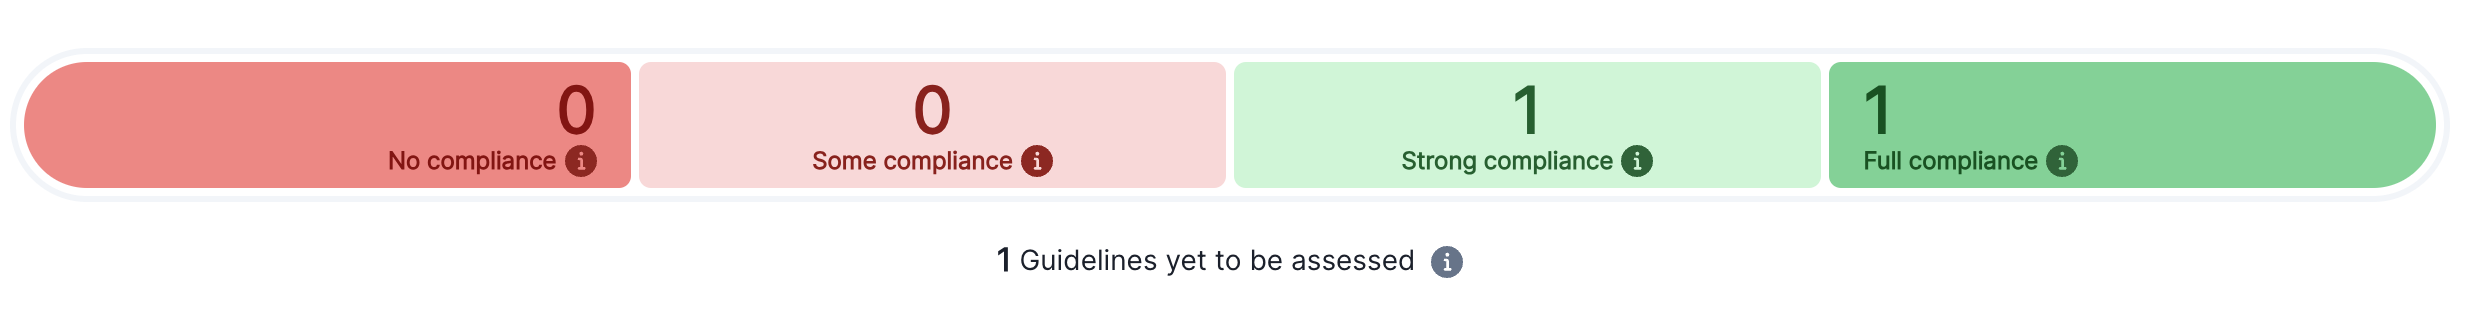 0
No compliance
0
Some compliance
1
Strong compliance
1
Full compliance
1 Guidelines yet to be assessed